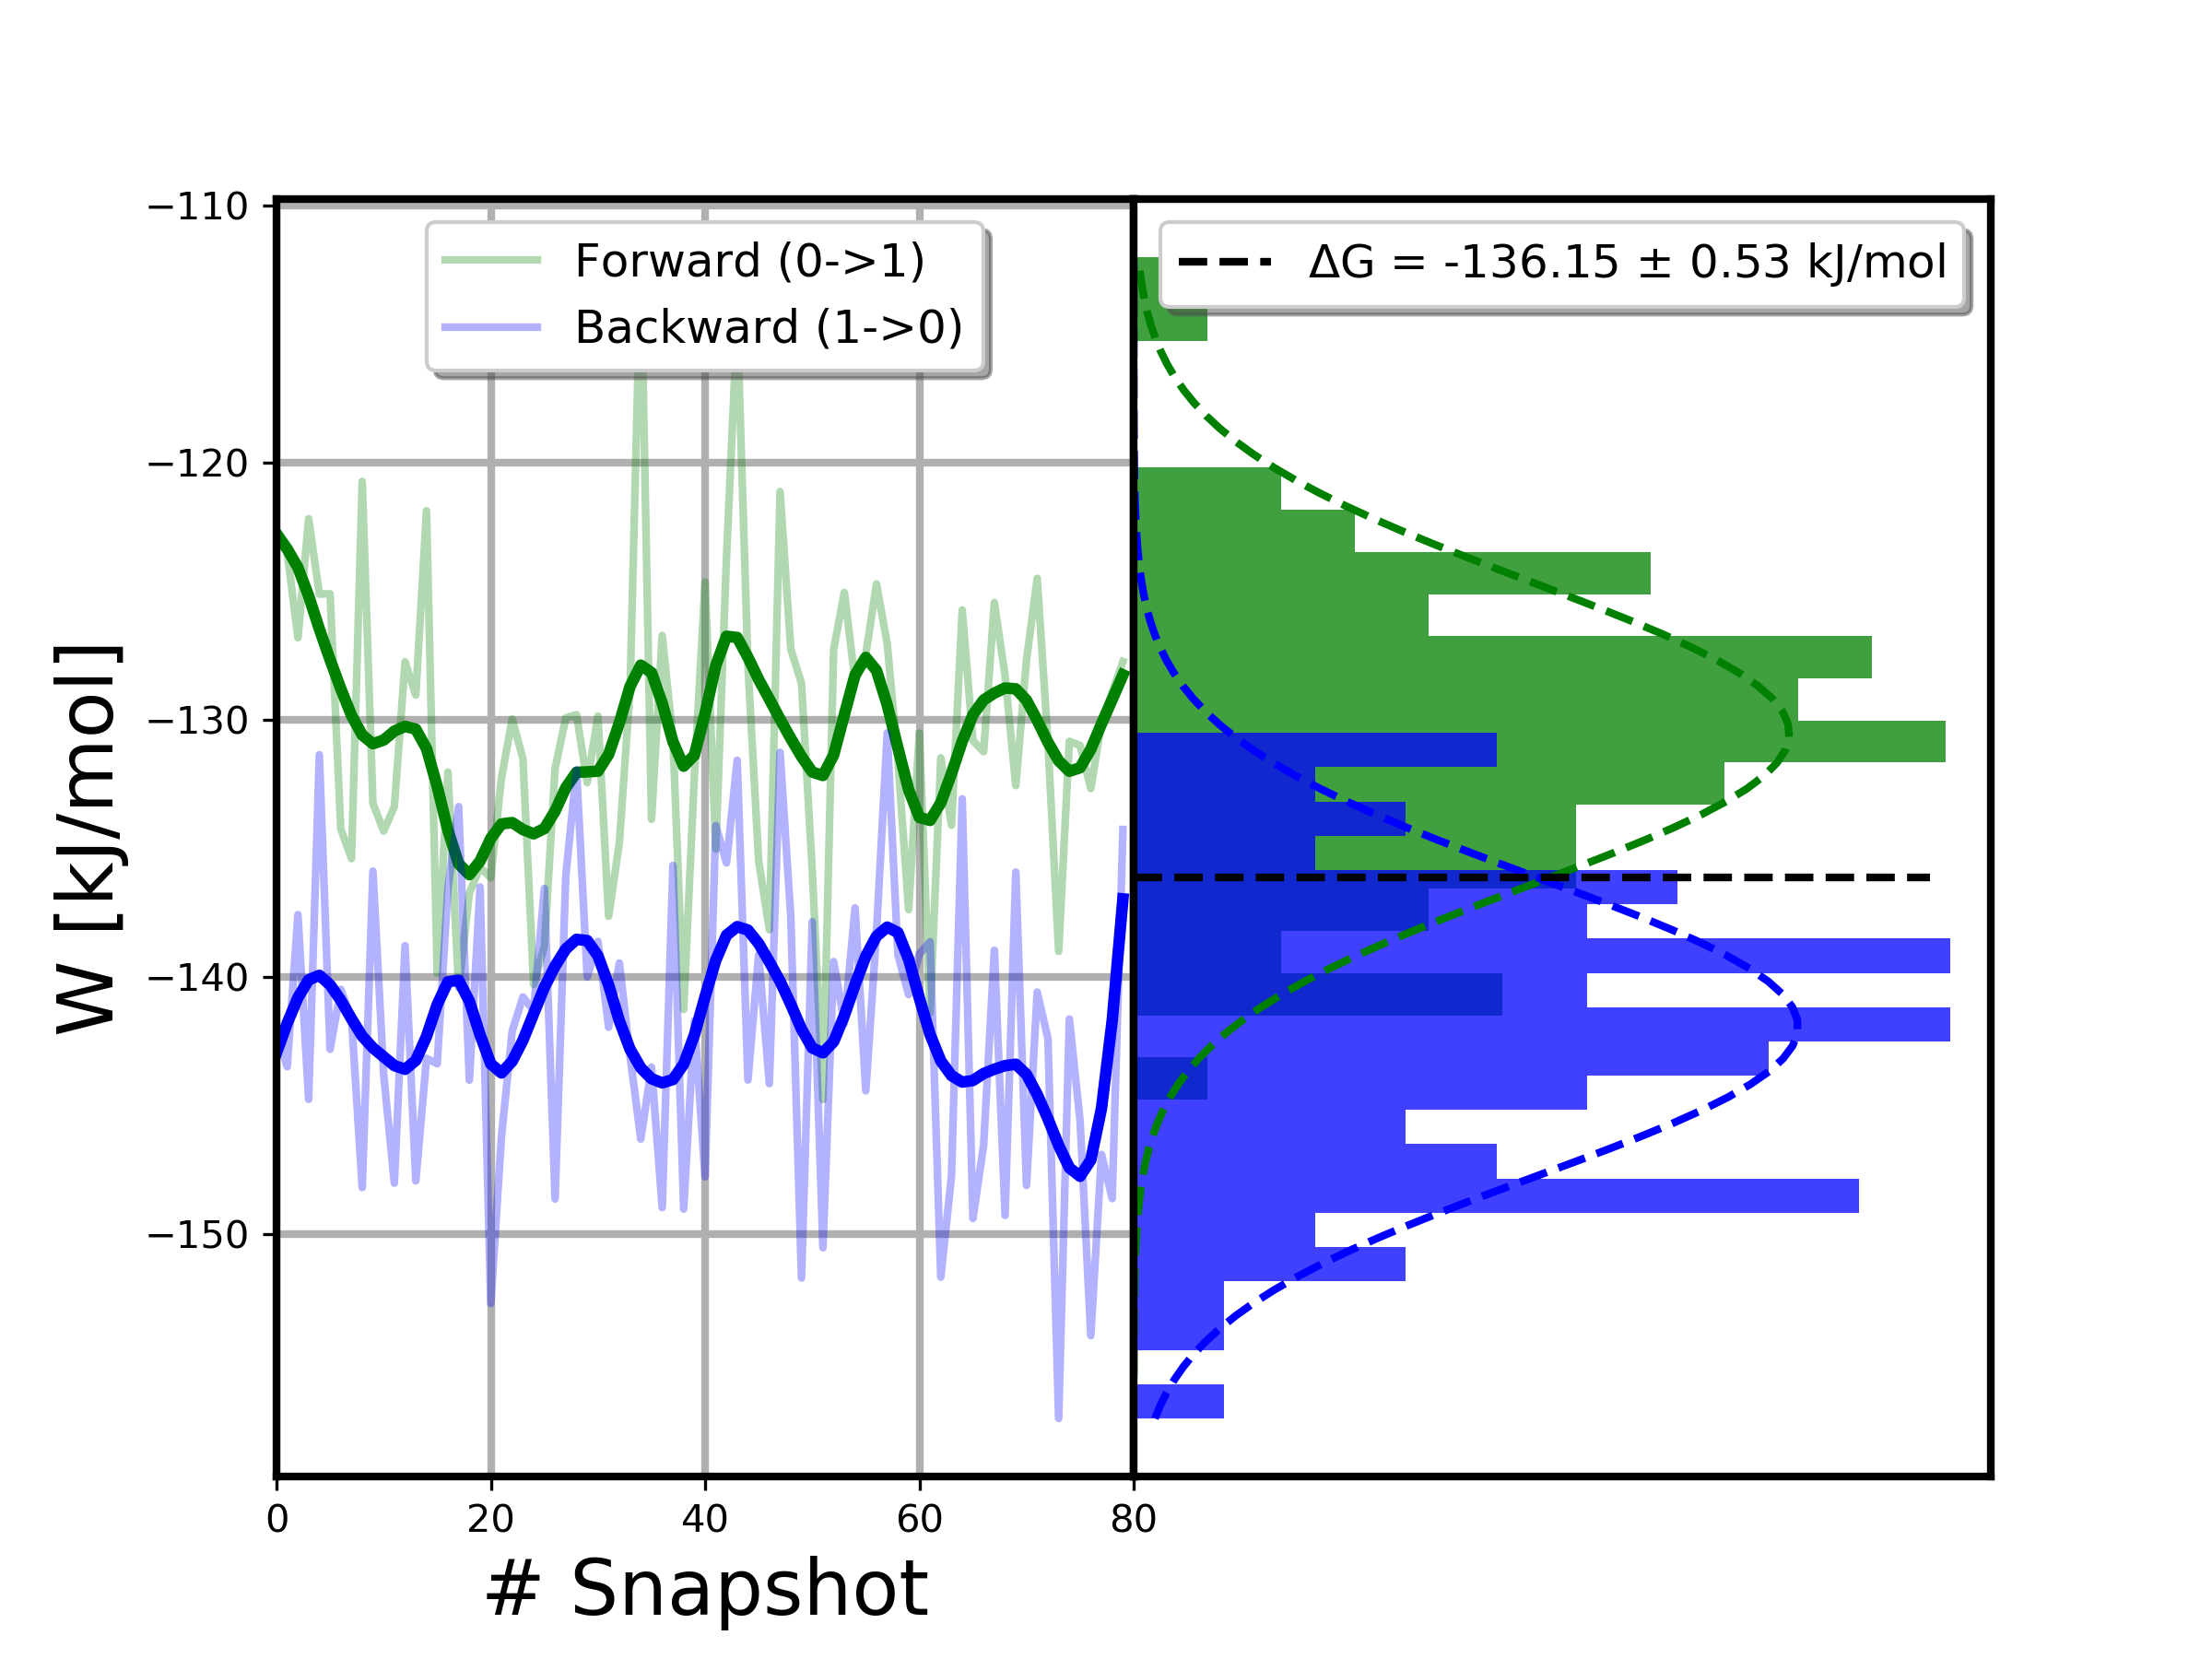 W [kJ/mol]
−110
−120
−130
−140
−150
Forward (0->1)
Backward (1->0)
ΔG = -136.15 ± 0.53 kJ/mol
0
20
40
60
80
# Snapshot